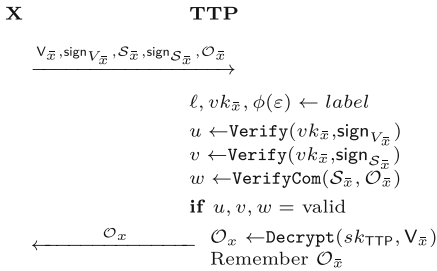 X TTP
V_x̄, sign_{V_x̄}, 𝒮_x̄, sign_{𝒮_x̄}, 𝒪_x̄
ℓ, vk_x̄, ϕ(ε) ← label
u ←Verify(vk_x̄,sign_{V_x̄})
v ←Verify(vk_x̄,sign_{𝒮_x̄})
w ←VerifyCom(𝒮_x̄, 𝒪_x̄)
if u, v, w = valid
𝒪_x 𝒪_x ←Decrypt(sk_TTP, V_x̄)
Remember 𝒪_x̄